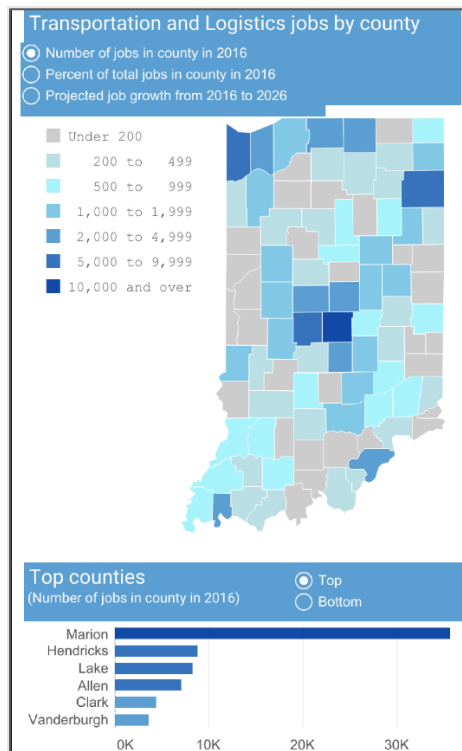 Transportation and Logistics jobs by county
Number of jobs in county in 2016
Percent of total jobs in county in 2016
Projected job growth from 2016 to 2026
Under 200
200 to 499
500 to 999
1,000 to 1,999
2,000 to 4,999
5,000 to 9,999
10,000 and over
Top counties
Top
(Number of jobs in county in 2016)
Bottom
Marion
Hendricks
Lake
Allen
Clark
Vanderburgh
0K 10K 20K 30K